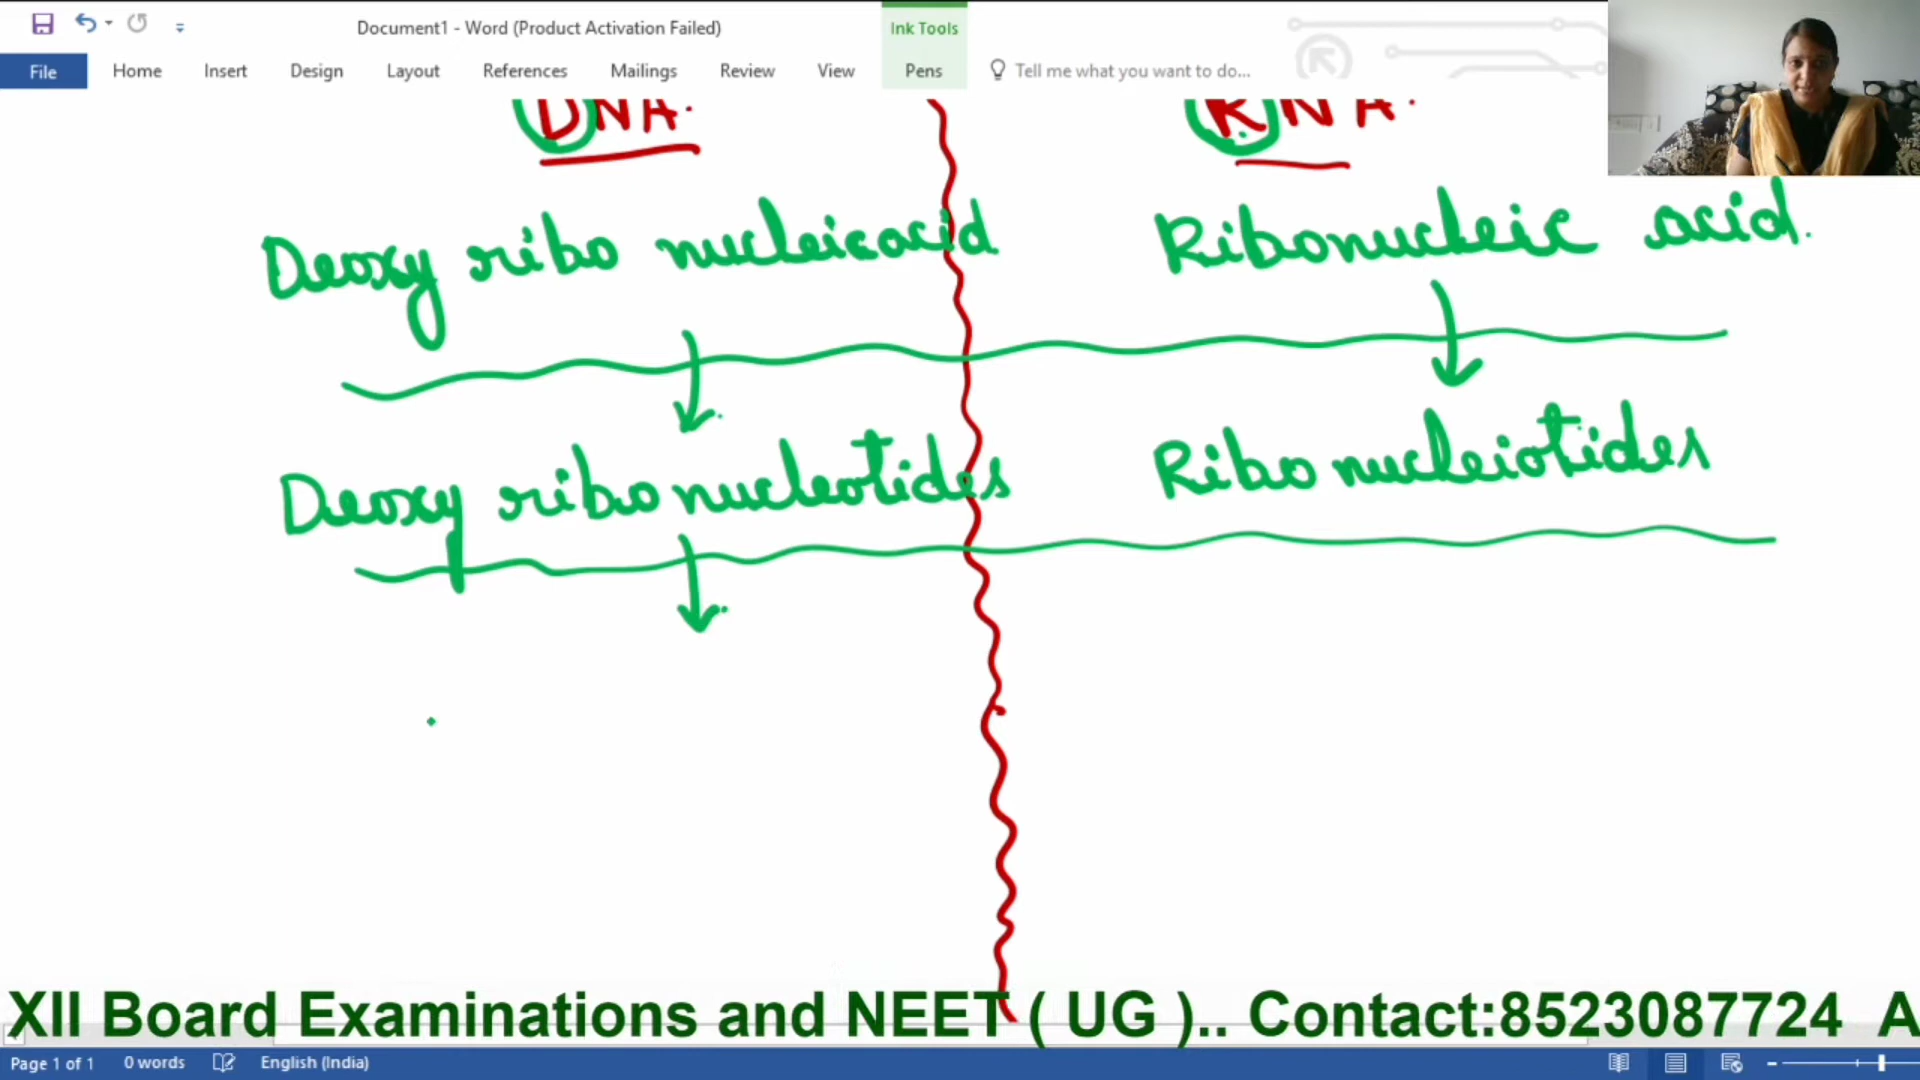 Document1 - Word (Product Activation Failed)
Ink Tools
File Home Insert Design Layout References Mailings Review View Pens Tell me what you want to do...
DNA. RNA.
Deoxy ribo nucleicacid Ribonucleic acid.
Deoxy ribo nucleotides Ribo nucleiotides
XII Board Examinations and NEET ( UG ).. Contact:8523087724 A
Page 1 of 1 0 words English (India)